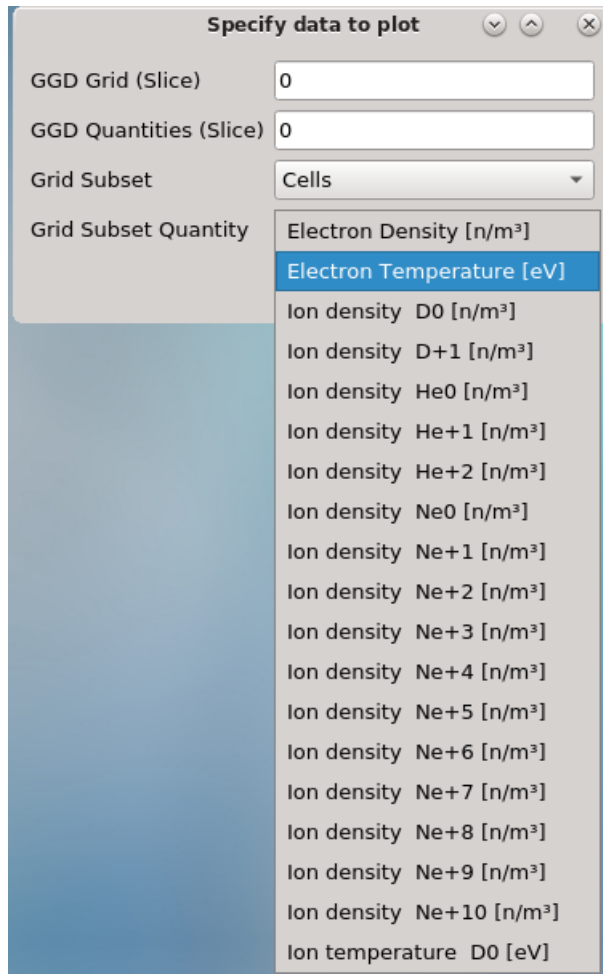 Specify data to plot
GGD Grid (Slice) 0
GGD Quantities (Slice) 0
Grid Subset Cells
Grid Subset Quantity Electron Density [n/m³]
Electron Temperature [eV]
Ion density  D0 [n/m³]
Ion density  D+1 [n/m³]
Ion density  He0 [n/m³]
Ion density  He+1 [n/m³]
Ion density  He+2 [n/m³]
Ion density  Ne0 [n/m³]
Ion density  Ne+1 [n/m³]
Ion density  Ne+2 [n/m³]
Ion density  Ne+3 [n/m³]
Ion density  Ne+4 [n/m³]
Ion density  Ne+5 [n/m³]
Ion density  Ne+6 [n/m³]
Ion density  Ne+7 [n/m³]
Ion density  Ne+8 [n/m³]
Ion density  Ne+9 [n/m³]
Ion density  Ne+10 [n/m³]
Ion temperature  D0 [eV]